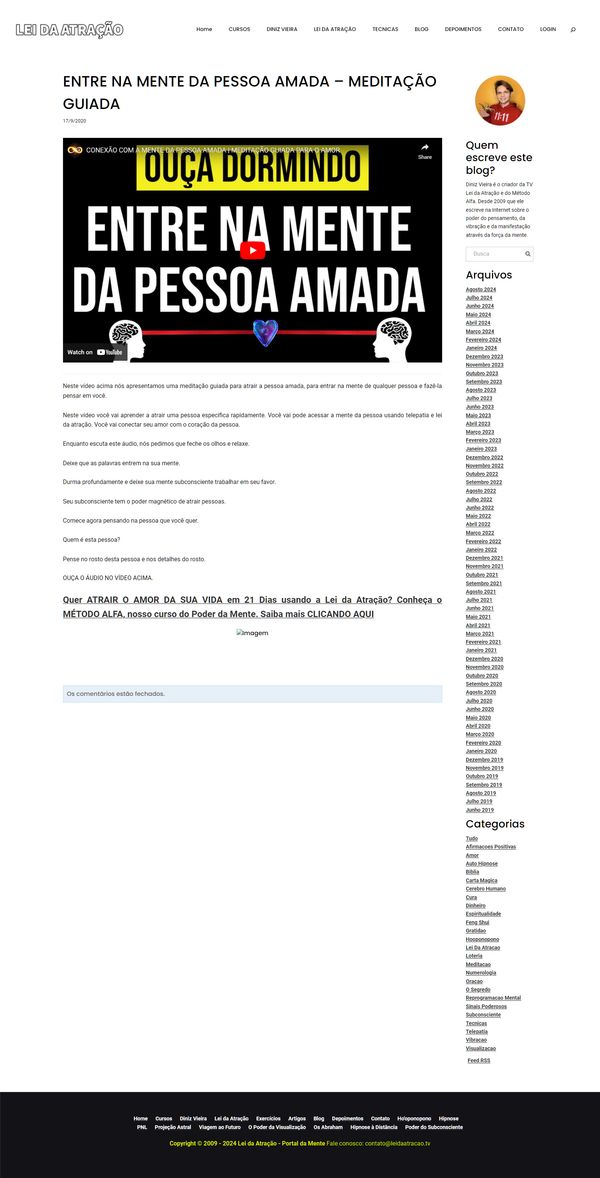 LEI DA ATRAÇÃO
Home CURSOS DINIZ VIEIRA LEI DA ATRAÇÃO TECNICAS BLOG DEPOIMENTOS CONTATO LOGIN
ENTRE NA MENTE DA PESSOA AMADA – MEDITAÇÃO
GUIADA
17/9/2020
CONEXÃO COM A MENTE DA PESSOA AMADA | MEDITAÇÃO GUIADA PARA O AMOR
Share
OUÇA DORMINDO
ENTRE NA MENTE
DA PESSOA AMADA
Watch on YouTube
Neste vídeo acima nós apresentamos uma meditação guiada para atrair a pessoa amada, para entrar na mente de qualquer pessoa e fazê-la
pensar em você.
Neste vídeo você vai aprender a atrair uma pessoa específica rapidamente. Você vai pode acessar a mente da pessoa usando telepatia e lei
da atração. Você vai conectar seu amor com o coração da pessoa.
Enquanto escuta este áudio, nós pedimos que feche os olhos e relaxe.
Deixe que as palavras entrem na sua mente.
Durma profundamente e deixe sua mente subconsciente trabalhar em seu favor.
Seu subconsciente tem o poder magnético de atrair pessoas.
Comece agora pensando na pessoa que você quer.
Quem é esta pessoa?
Pense no rosto desta pessoa e nos detalhes do rosto.
OUÇA O ÁUDIO NO VÍDEO ACIMA.
Quer ATRAIR O AMOR DA SUA VIDA em 21 Dias usando a Lei da Atração? Conheça o
MÉTODO ALFA, nosso curso do Poder da Mente. Saiba mais CLICANDO AQUI
Imagem
Os comentários estão fechados.
11:11
Quem
escreve este
blog?
Diniz Vieira é o criador da TV
Lei da Atração e do Método
Alfa. Desde 2009 que ele
escreve na Internet sobre o
poder do pensamento, da
vibração e da manifestação
através da força da mente.
Busca
Arquivos
Agosto 2024
Julho 2024
Junho 2024
Maio 2024
Abril 2024
Março 2024
Fevereiro 2024
Janeiro 2024
Dezembro 2023
Novembro 2023
Outubro 2023
Setembro 2023
Agosto 2023
Julho 2023
Junho 2023
Maio 2023
Abril 2023
Março 2023
Fevereiro 2023
Janeiro 2023
Dezembro 2022
Novembro 2022
Outubro 2022
Setembro 2022
Agosto 2022
Julho 2022
Junho 2022
Maio 2022
Abril 2022
Março 2022
Fevereiro 2022
Janeiro 2022
Dezembro 2021
Novembro 2021
Outubro 2021
Setembro 2021
Agosto 2021
Julho 2021
Junho 2021
Maio 2021
Abril 2021
Março 2021
Fevereiro 2021
Janeiro 2021
Dezembro 2020
Novembro 2020
Outubro 2020
Setembro 2020
Agosto 2020
Julho 2020
Junho 2020
Maio 2020
Abril 2020
Março 2020
Fevereiro 2020
Janeiro 2020
Dezembro 2019
Novembro 2019
Outubro 2019
Setembro 2019
Agosto 2019
Julho 2019
Junho 2019
Categorias
Tudo
Afirmacoes Positivas
Amor
Auto Hipnose
Biblia
Carta Magica
Cerebro Humano
Cura
Dinheiro
Espiritualidade
Feng Shui
Gratidao
Hooponopono
Lei Da Atracao
Loteria
Meditacao
Numerologia
Oracao
O Segredo
Reprogramacao Mental
Sinais Poderosos
Subconsciente
Tecnicas
Telepatia
Vibracao
Visualizacao
Feed RSS
Home Cursos Diniz Vieira Lei da Atração Exercícios Artigos Blog Depoimentos Contato Ho'oponopono Hipnose
PNL Projeção Astral Viagem ao Futuro O Poder da Visualização Os Abraham Hipnose à Distância Poder do Subconsciente
Copyright © 2009 - 2024 Lei da Atração - Portal da Mente Fale conosco: contato@leidaatracao.tv